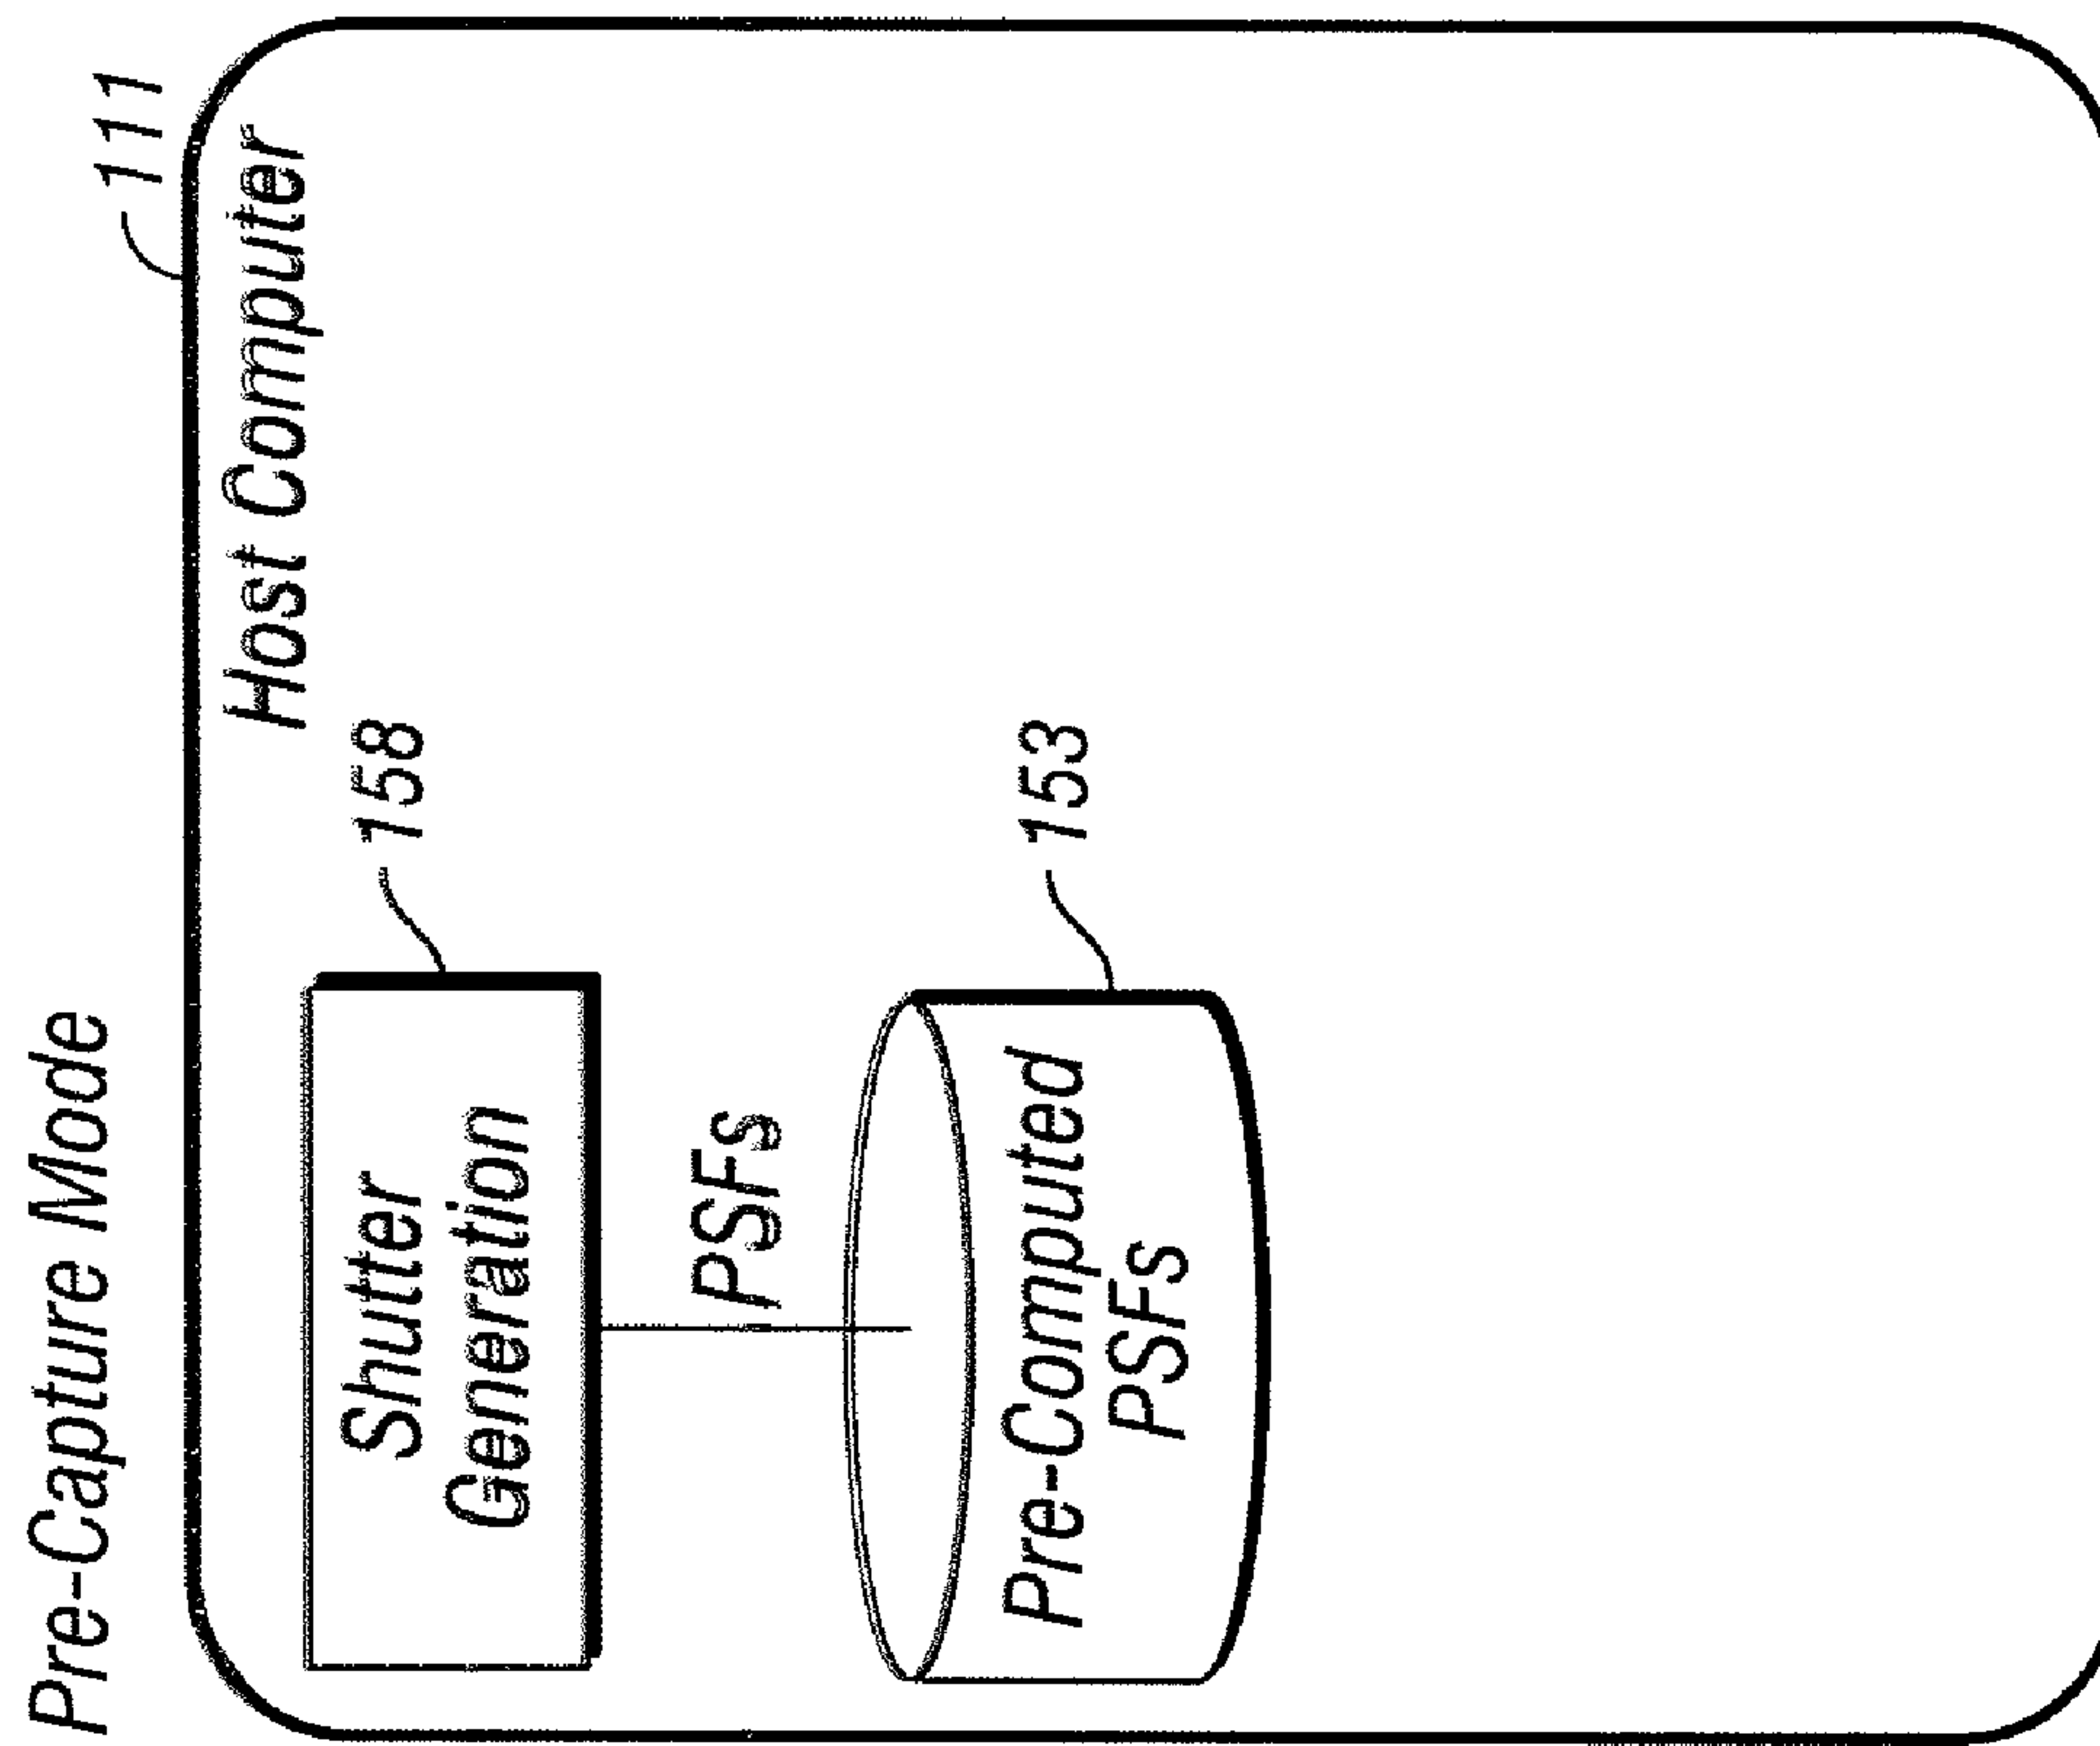 Pre-Capture Mode
111
Host Computer
158
Shutter
Generation
PSFs
153
Pre-Computed
PSFs